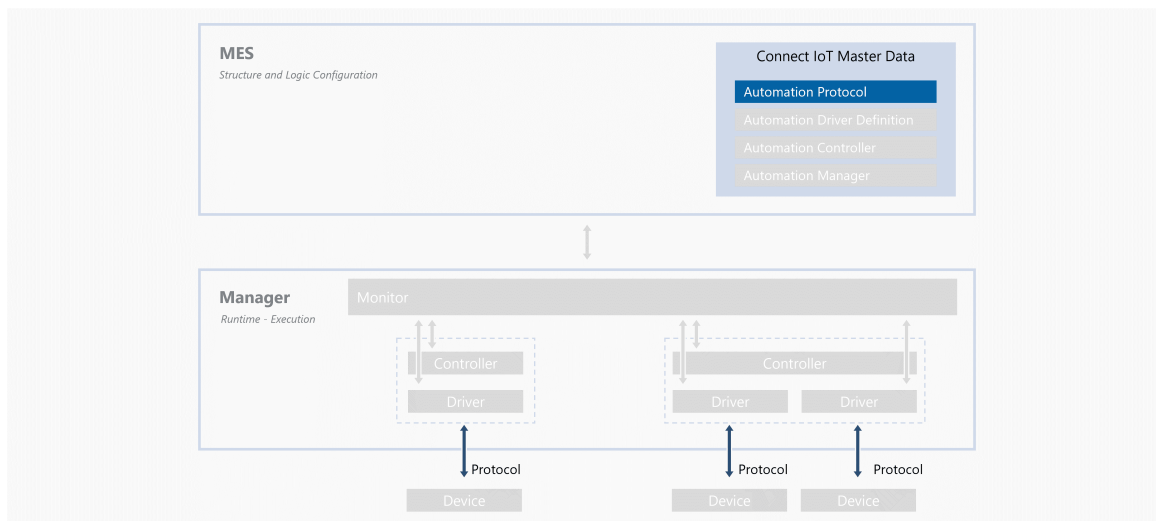 MES
Structure and Logic Configuration
Connect IoT Master Data
Automation Protocol
Automation Driver Definition
Automation Controller
Automation Manager
Manager
Runtime - Execution
Monitor
Controller
Controller
Driver
Driver
Driver
Protocol
Protocol
Protocol
Device
Device
Device